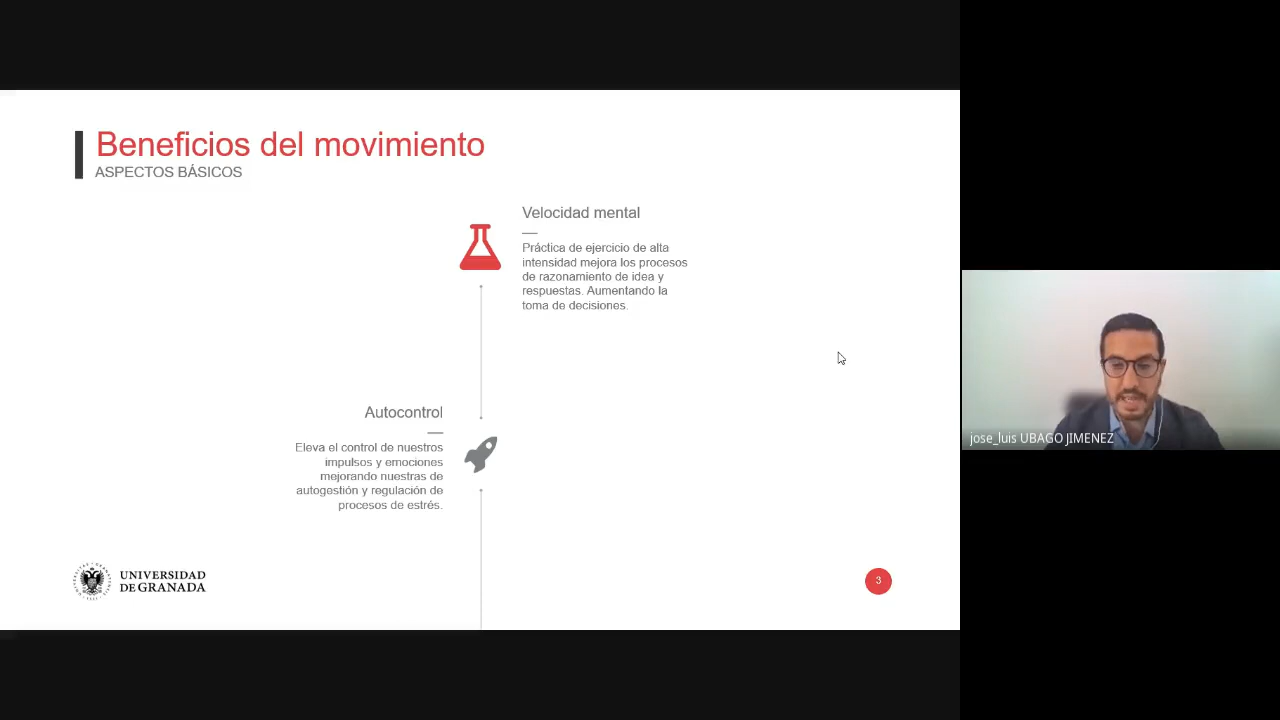 Beneficios del movimiento
ASPECTOS BÁSICOS
Velocidad mental
Práctica de ejercicio de alta
intensidad mejora los procesos
de razonamiento de idea y
respuestas. Aumentando la
toma de decisiones.
Autocontrol
Eleva el control de nuestros
impulsos y emociones
mejorando nuestras de
autogestión y regulación de
procesos de estrés.
UNIVERSIDAD
DE GRANADA
3
jose_luis UBAGO JIMENEZ